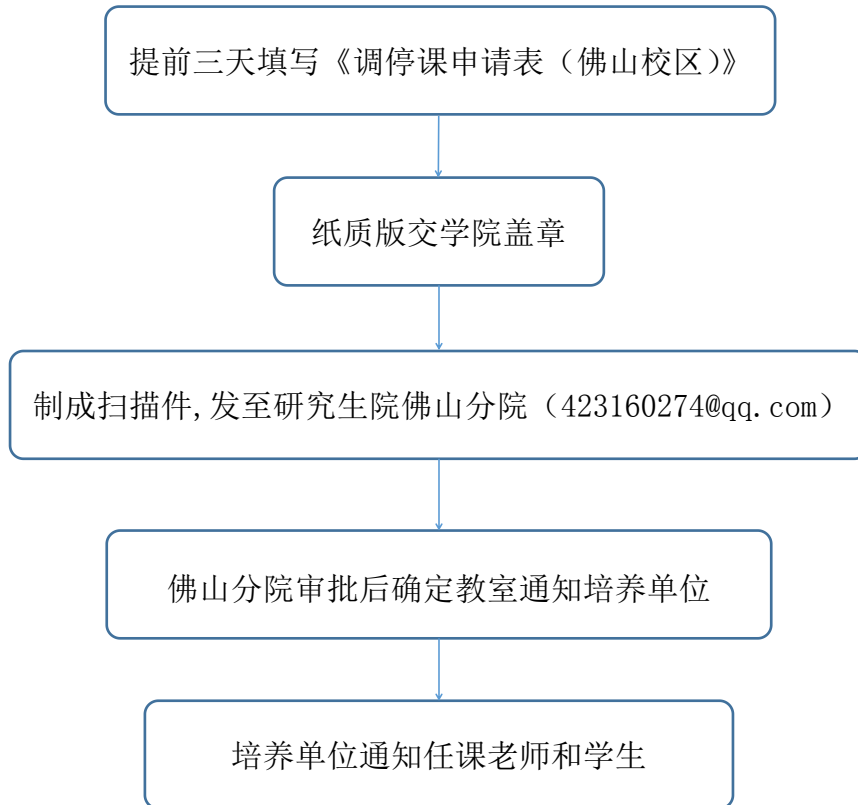 提前三天填写《调停课申请表（佛山校区）》
纸质版交学院盖章
制成扫描件,发至研究生院佛山分院（423160274@qq.com）
佛山分院审批后确定教室通知培养单位
培养单位通知任课老师和学生